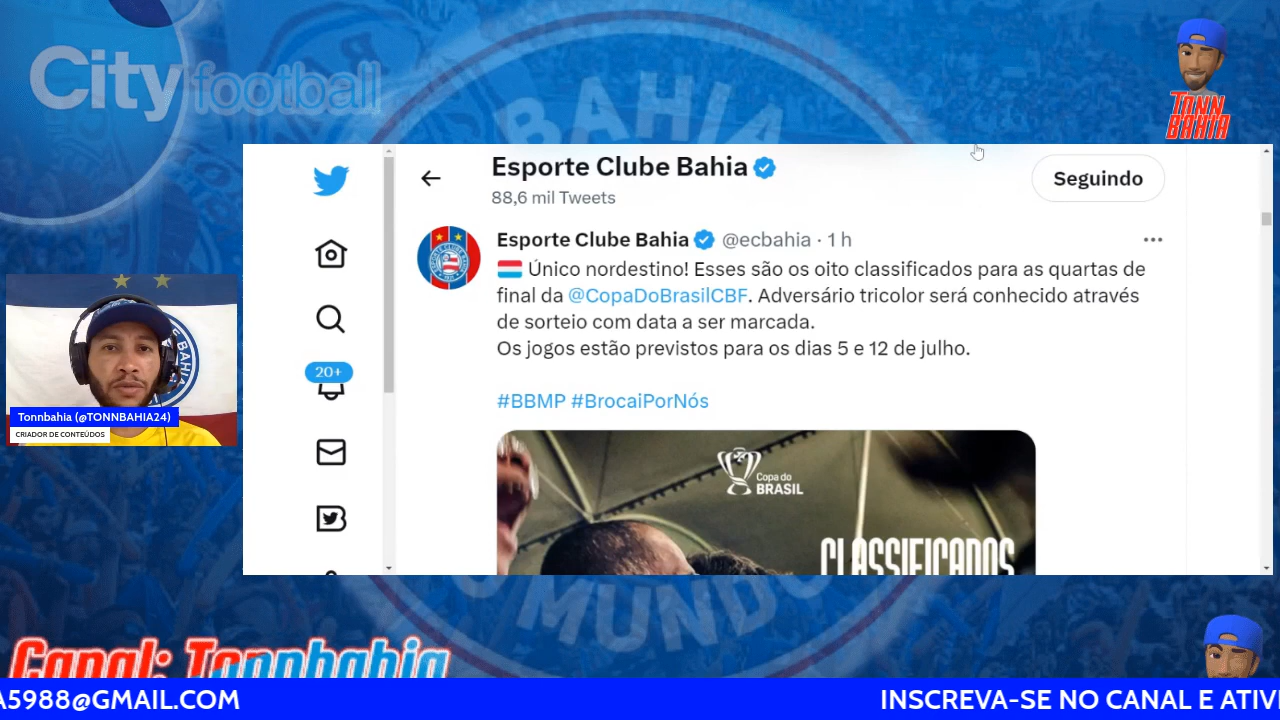 City football
BAHIA
TONN
BAHIA
Esporte Clube Bahia
Seguindo
88,6 mil Tweets
Esporte Clube Bahia @ecbahia · 1 h
Único nordestino! Esses são os oito classificados para as quartas de
final da @CopaDoBrasilCBF. Adversário tricolor será conhecido através
de sorteio com data a ser marcada.
Os jogos estão previstos para os dias 5 e 12 de julho.
20+
#BBMP #BrocaiPorNós
Tonnbahia (@TONNBAHIA24)
CRIADOR DE CONTEÚDOS
BAHIA
Copa do
BRASIL
CLASSIFICADOS
MUNDO
Canal: Tonnbahia
A5988@GMAIL.COM
INSCREVA-SE NO CANAL E ATIV